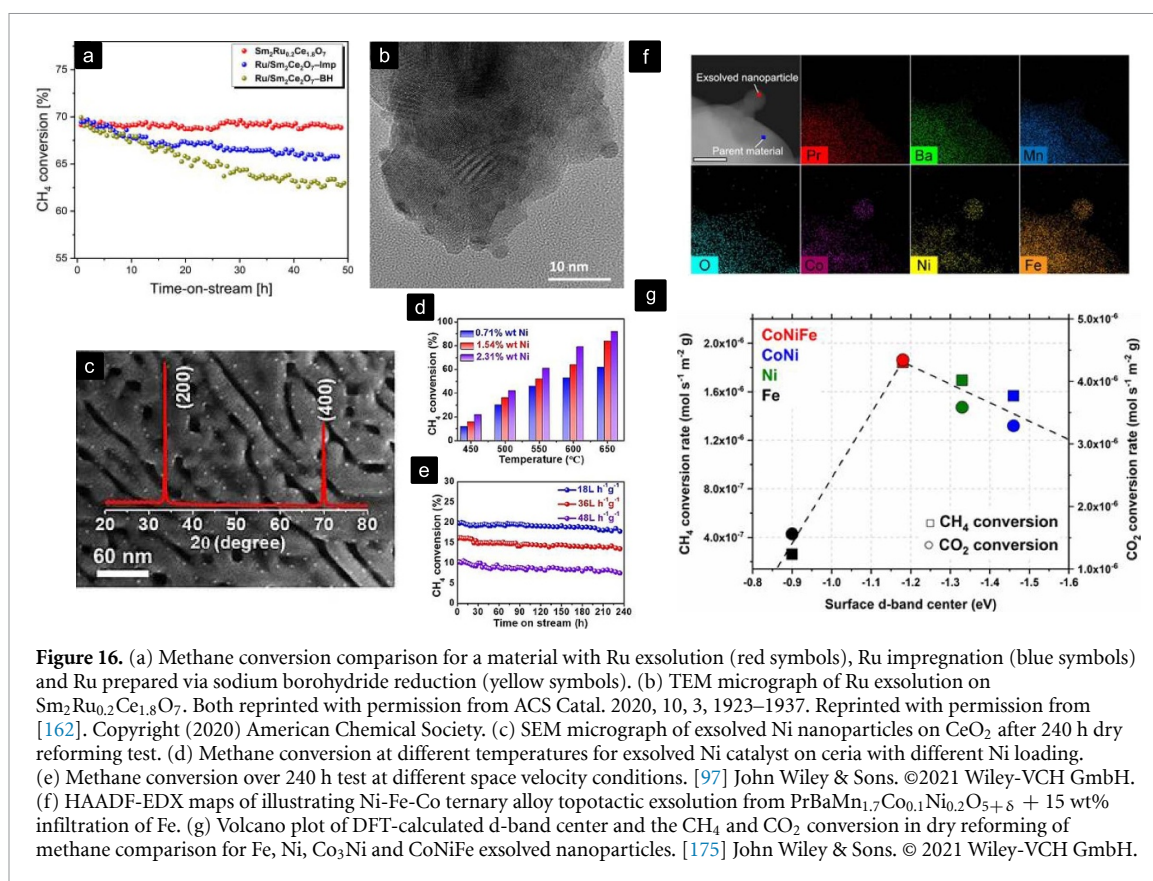 a
Sm₂Ru₀.₂Ce₁.₈O₇
Ru/Sm₂Ce₂O₇–Imp
Ru/Sm₂Ce₂O₇–BH
CH₄ conversion [%]
75
70
65
60
55
0 10 20 30 40 50
Time-on-stream [h]
b
10 nm
f
Exsolved nanoparticle
Parent material
Pr
Ba
Mn
O
Co
Ni
Fe
c
(200)
(400)
20 30 40 50 60 70 80
2θ (degree)
60 nm
d
0.71% wt Ni
1.54% wt Ni
2.31% wt Ni
CH₄ conversion (%)
100
80
60
40
20
0
450 500 550 600 650
Temperature (°C)
e
18L h⁻¹g⁻¹
36L h⁻¹g⁻¹
48L h⁻¹g⁻¹
CH₄ conversion (%)
30
25
20
15
10
5
0
0 30 60 90 120 150 180 210 240
Time on stream (h)
g
CoNiFe
CoNi
Ni
Fe
CH₄ conversion rate (mol s⁻¹ m⁻² g)
2.0x10⁻⁶
1.6x10⁻⁶
1.2x10⁻⁶
8.0x10⁻⁷
4.0x10⁻⁷
CO₂ conversion rate (mol s⁻¹ m⁻² g)
5.0x10⁻⁶
4.0x10⁻⁶
3.0x10⁻⁶
2.0x10⁻⁶
1.0x10⁻⁶
CH₄ conversion
CO₂ conversion
-0.8 -0.9 -1.0 -1.1 -1.2 -1.3 -1.4 -1.5 -1.6
Surface d-band center (eV)
Figure 16. (a) Methane conversion comparison for a material with Ru exsolution (red symbols), Ru impregnation (blue symbols)
and Ru prepared via sodium borohydride reduction (yellow symbols). (b) TEM micrograph of Ru exsolution on
Sm₂Ru₀.₂Ce₁.₈O₇. Both reprinted with permission from ACS Catal. 2020, 10, 3, 1923–1937. Reprinted with permission from
[162]. Copyright (2020) American Chemical Society. (c) SEM micrograph of exsolved Ni nanoparticles on CeO₂ after 240 h dry
reforming test. (d) Methane conversion at different temperatures for exsolved Ni catalyst on ceria with different Ni loading.
(e) Methane conversion over 240 h test at different space velocity conditions. [97] John Wiley & Sons. ©2021 Wiley-VCH GmbH.
(f) HAADF-EDX maps of illustrating Ni-Fe-Co ternary alloy topotactic exsolution from PrBaMn₁.₇Co₀.₁Ni₀.₂O₅₊δ + 15 wt%
infiltration of Fe. (g) Volcano plot of DFT-calculated d-band center and the CH₄ and CO₂ conversion in dry reforming of
methane comparison for Fe, Ni, Co₃Ni and CoNiFe exsolved nanoparticles. [175] John Wiley & Sons. © 2021 Wiley-VCH GmbH.